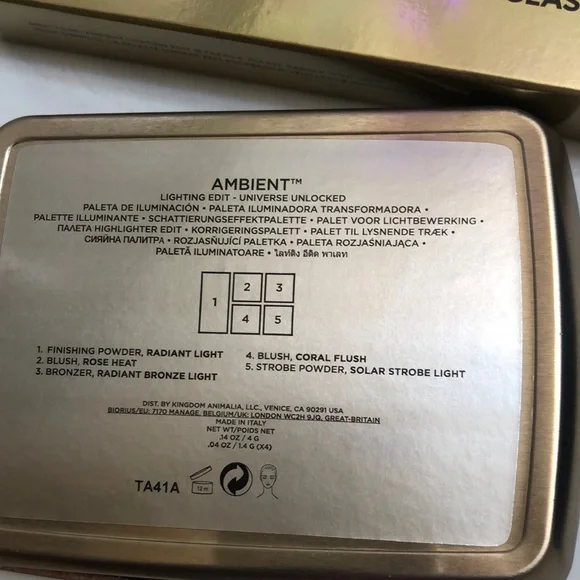 AMBIENT™
LIGHTING EDIT - UNIVERSE UNLOCKED
PALETA DE ILUMINACIÓN • PALETA ILUMINADORA TRANSFORMADORA •
PALETTE ILLUMINANTE • SCHATTIERUNGSEFFEKTPALETTE • PALET VOOR LICHTBEWERKING •
ПАЛЕТА HIGHLIGHTER EDIT • KORRIGERINGSPALETT • PALET TIL LYSNENDE TRÆK •
СИЯЙНА ПАЛИТРА • ROZJASŇUJÍCÍ PALETKA • PALETA ROZJAŚNIAJĄCA •
PALETĂ ILUMINATOARE • ไลท์ติง อีดิต พาเลท
1 2 3
4 5
1. FINISHING POWDER, RADIANT LIGHT
2. BLUSH, ROSE HEAT
3. BRONZER, RADIANT BRONZE LIGHT
4. BLUSH, CORAL FLUSH
5. STROBE POWDER, SOLAR STROBE LIGHT
DIST. BY KINGDOM ANIMALIA, LLC., VENICE, CA 90291 USA
BIORIUS/EU: 7170 MANAGE, BELGIUM/UK: LONDON WC2H 9JQ, GREAT-BRITAIN
MADE IN ITALY
NET WT/POIDS NET
.14 OZ / 4 G
.04 OZ / 1.4 G (X4)
TA41A
12 m